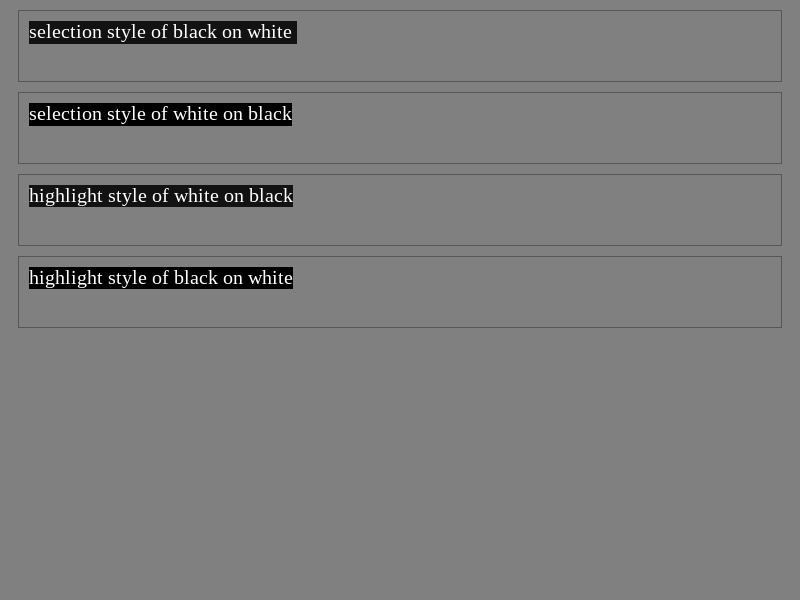 selection style of black on white
selection style of white on black
highlight style of white on black
highlight style of black on white